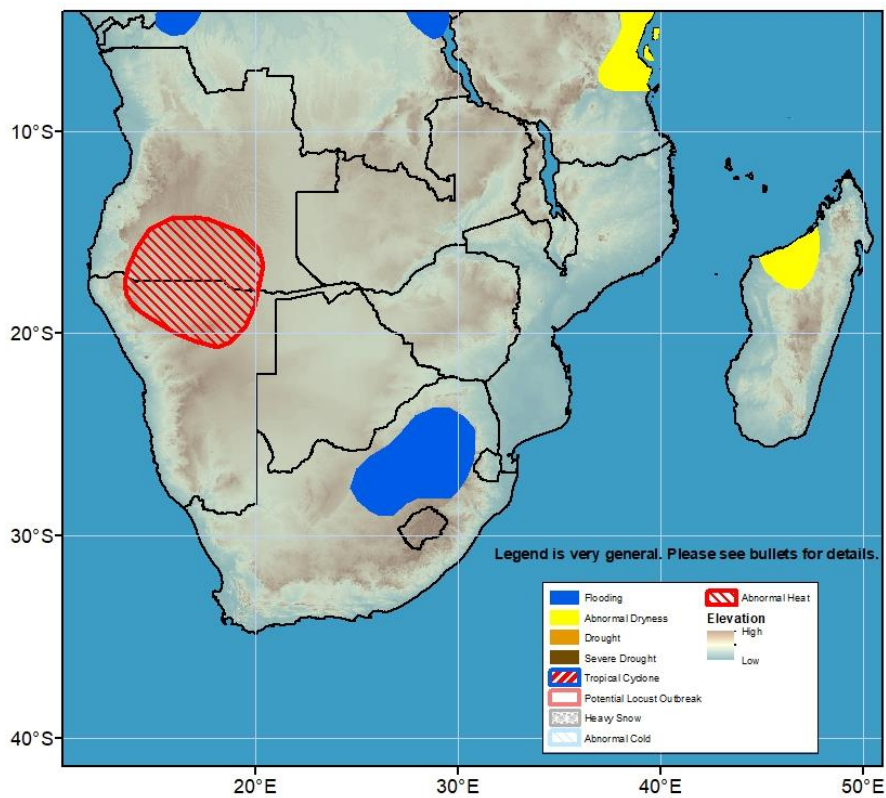 10°S
20°S
30°S
40°S
Legend is very general. Please see bullets for details.
Flooding
Abnormal Dryness
Drought
Severe Drought
Tropical Cyclone
Potential Locust Outbreak
Heavy Snow
Abnormal Cold
Abnormal Heat
Elevation
High
Low
20°E
30°E
40°E
50°E